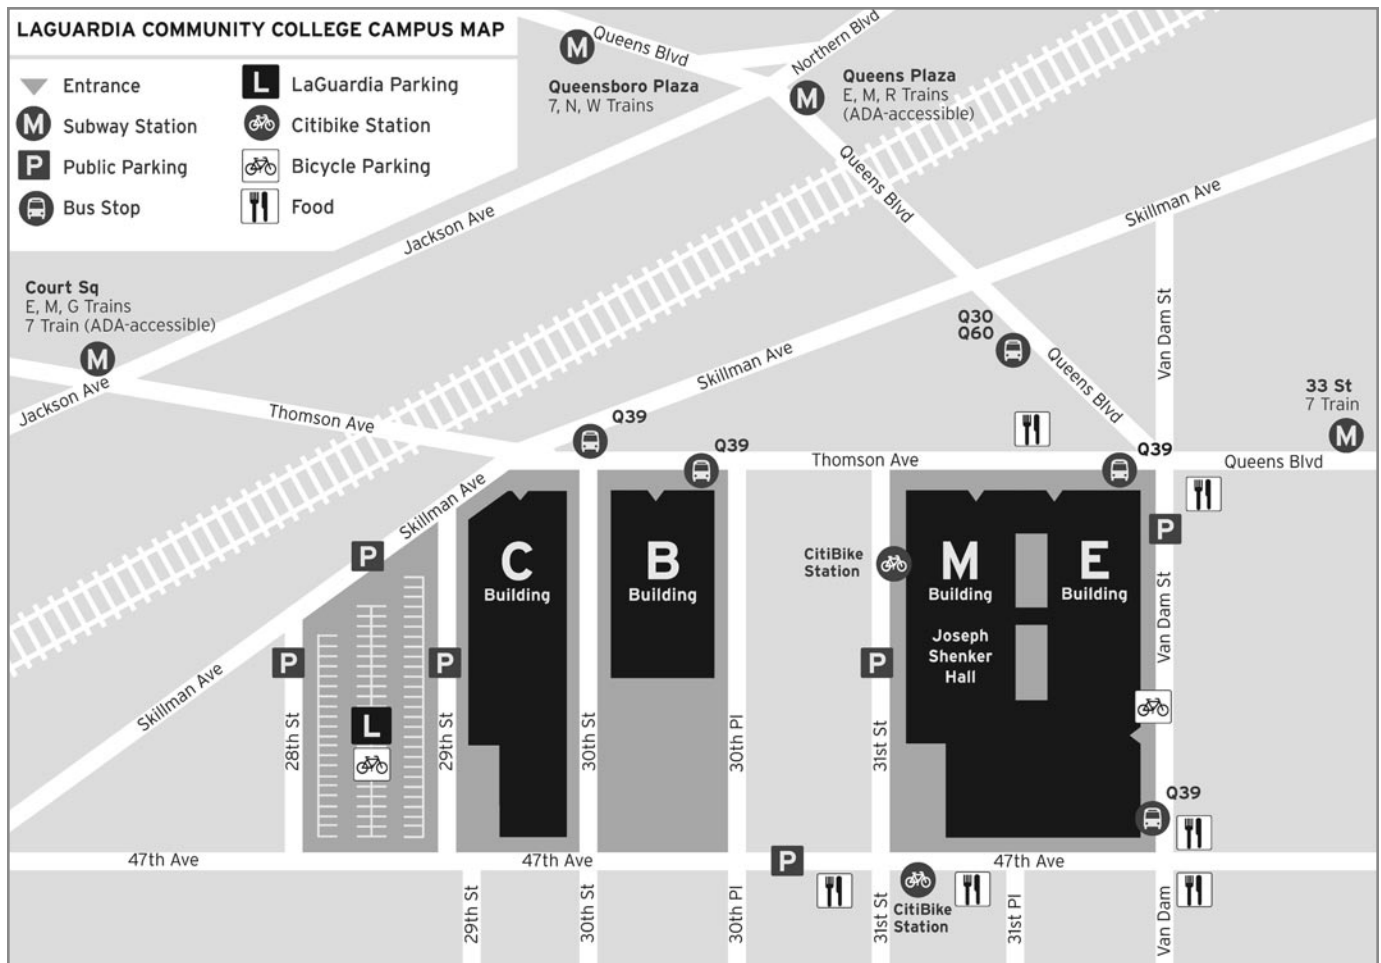 LAGUARDIA COMMUNITY COLLEGE CAMPUS MAP
Entrance
M
Subway Station
P
Public Parking
Bus Stop
L
LaGuardia Parking
Citibike Station
Bicycle Parking
Food
M
Queensboro Plaza
7, N, W Trains
Queens Blvd
Northern Blvd
M
Queens Plaza
E, M, R Trains
(ADA-accessible)
Queens Blvd
Skillman Ave
Jackson Ave
Court Sq
E, M, G Trains
7 Train (ADA-accessible)
M
Jackson Ave
Thomson Ave
Skillman Ave
Q30
Q60
Queens Blvd
Van Dam St
33 St
7 Train
M
Q39
Q39
Thomson Ave
Q39
Queens Blvd
Skillman Ave
P
C
Building
B
Building
CitiBike
Station
M
Building
E
Building
Joseph
Shenker
Hall
P
Van Dam St
P
P
P
Skillman Ave
L
28th St
29th St
30th St
30th Pl
31st St
Q39
47th Ave
47th Ave
P
47th Ave
29th St
30th St
30th Pl
31st St
CitiBike
Station
31st Pl
Van Dam